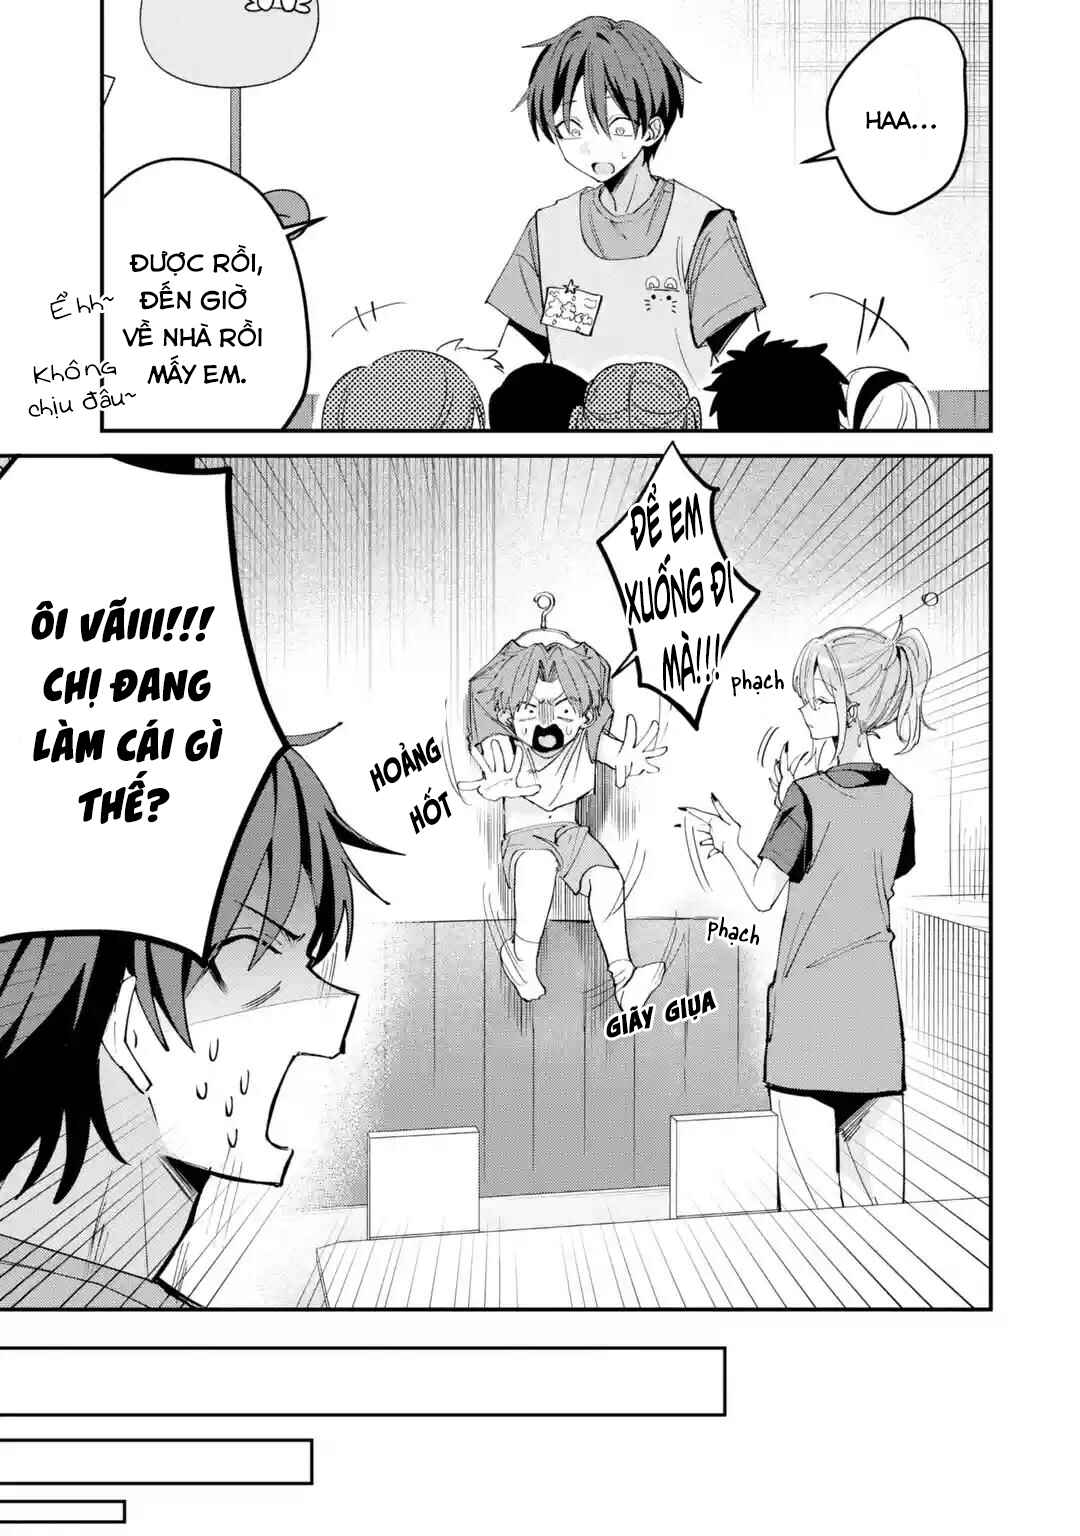 HAA...
ĐƯỢC RỒI,
ĐẾN GIỜ
VỀ NHÀ RỒI
MẤY EM.
Ể hh~
Không
chịu đâu~
ĐỂ EM
XUỐNG ĐI
MÀ!!!
phạch
HOẢNG
HỐT
ÔI VÃIII!!!
CHỊ ĐANG
LÀM CÁI GÌ
THẾ?
phạch
GIÃY GIỤA